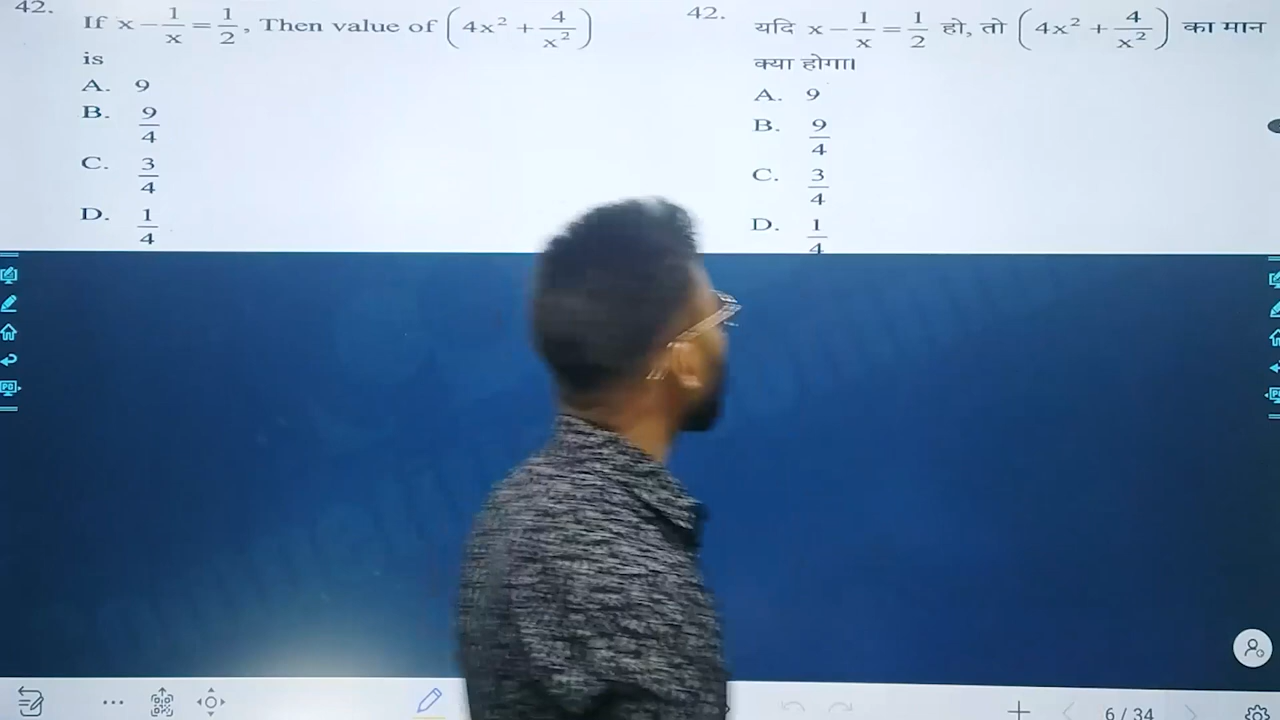 42.
If x − 1/x = 1/2, Then value of (4x² + 4/x²)
is
A. 9
B. 9/4
C. 3/4
D. 1/4
42. यदि x − 1/x = 1/2 हो, तो (4x² + 4/x²) का मान
क्या होगा।
A. 9
B. 9/4
C. 3/4
D. 1/4
6 / 34